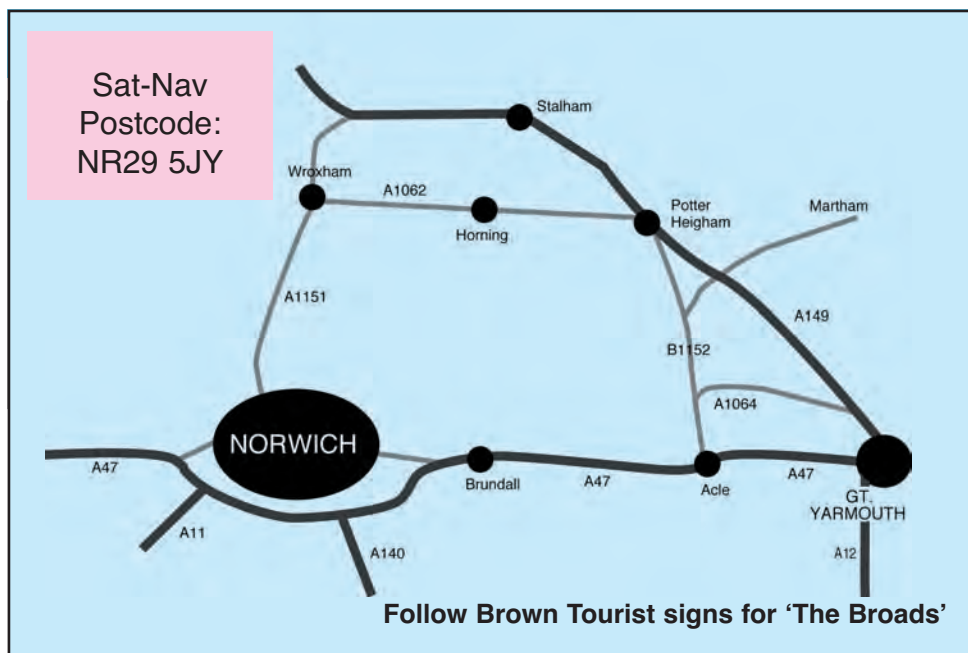 Sat-Nav
Postcode:
NR29 5JY
Stalham
Wroxham
A1062
Horning
Potter
Heigham
Martham
A1151
A149
B1152
A1064
NORWICH
A47
Brundall
A47
Acle
A47
GT.
YARMOUTH
A11
A140
A12
Follow Brown Tourist signs for ‘The Broads’